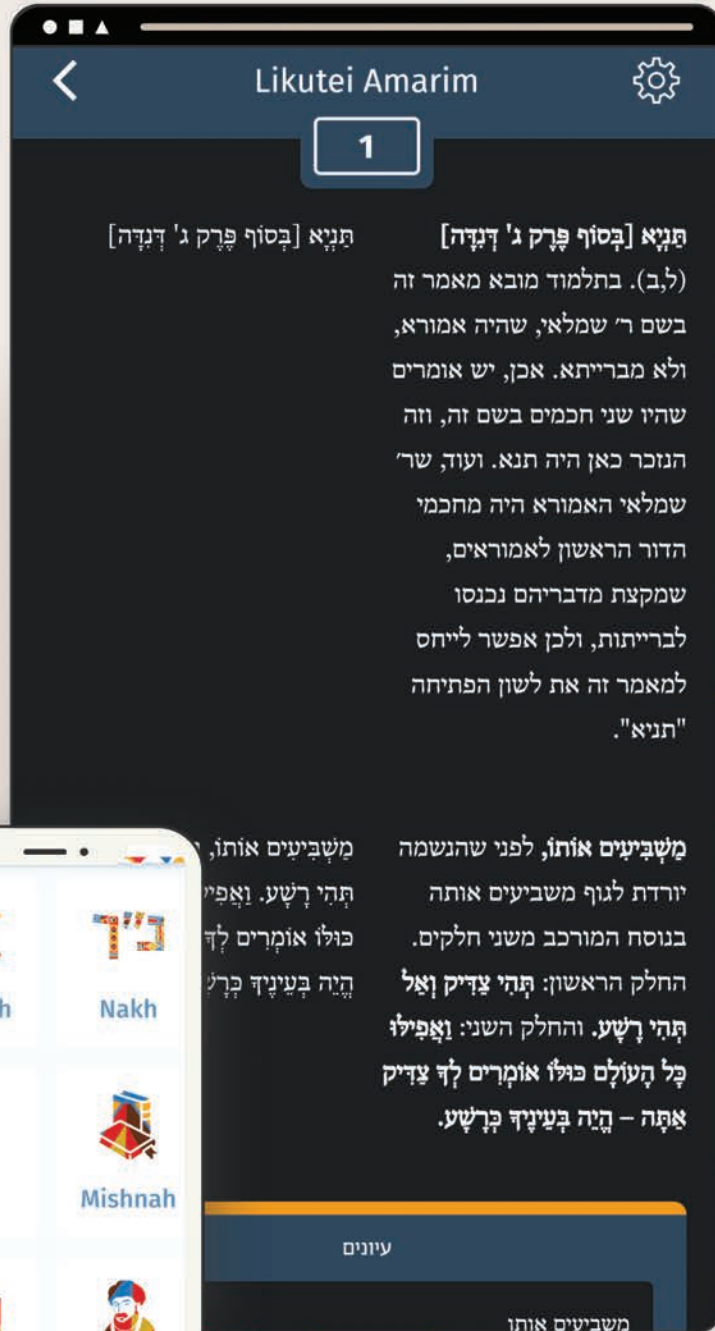 Likutei Amarim
1
תַּנְיָא [בְּסוֹף פֶּרֶק ג' דְּנִדָּה]
(ל,ב). בתלמוד מובא מאמר זה
בשם ר׳ שמלאי, שהיה אמורא,
ולא מברייתא. אכן, יש אומרים
שהיו שני חכמים בשם זה, וזה
הנזכר כאן היה תנא. ועוד, שר׳
שמלאי האמורא היה מחכמי
הדור הראשון לאמוראים,
שמקצת מדבריהם נכנסו
לברייתות, ולכן אפשר לייחס
למאמר זה את לשון הפתיחה
"תניא".
מַשְׁבִּיעִים אוֹתוֹ, לפני שהנשמה
יורדת לגוף משביעים אותה
בנוסח המורכב משני חלקים.
החלק הראשון: תְּהִי צַדִּיק וְאַל
תְּהִי רָשָׁע. והחלק השני: וַאֲפִילּוּ
כָּל הָעוֹלָם כּוּלּוֹ אוֹמְרִים לְךָ צַדִּיק
אַתָּה – הֱיֵה בְּעֵינֶיךָ כְּרָשָׁע.
תַּנְיָא [בְּסוֹף פֶּרֶק ג' דְּנִדָּה]
מַשְׁבִּיעִים אוֹתוֹ,
תְּהִי רָשָׁע.
כּוּלּוֹ אוֹמְרִים לְךָ
הֱיֵה בְּעֵינֶיךָ
עיונים
משביעים אותו
נ"ך
Nakh
Mishnah